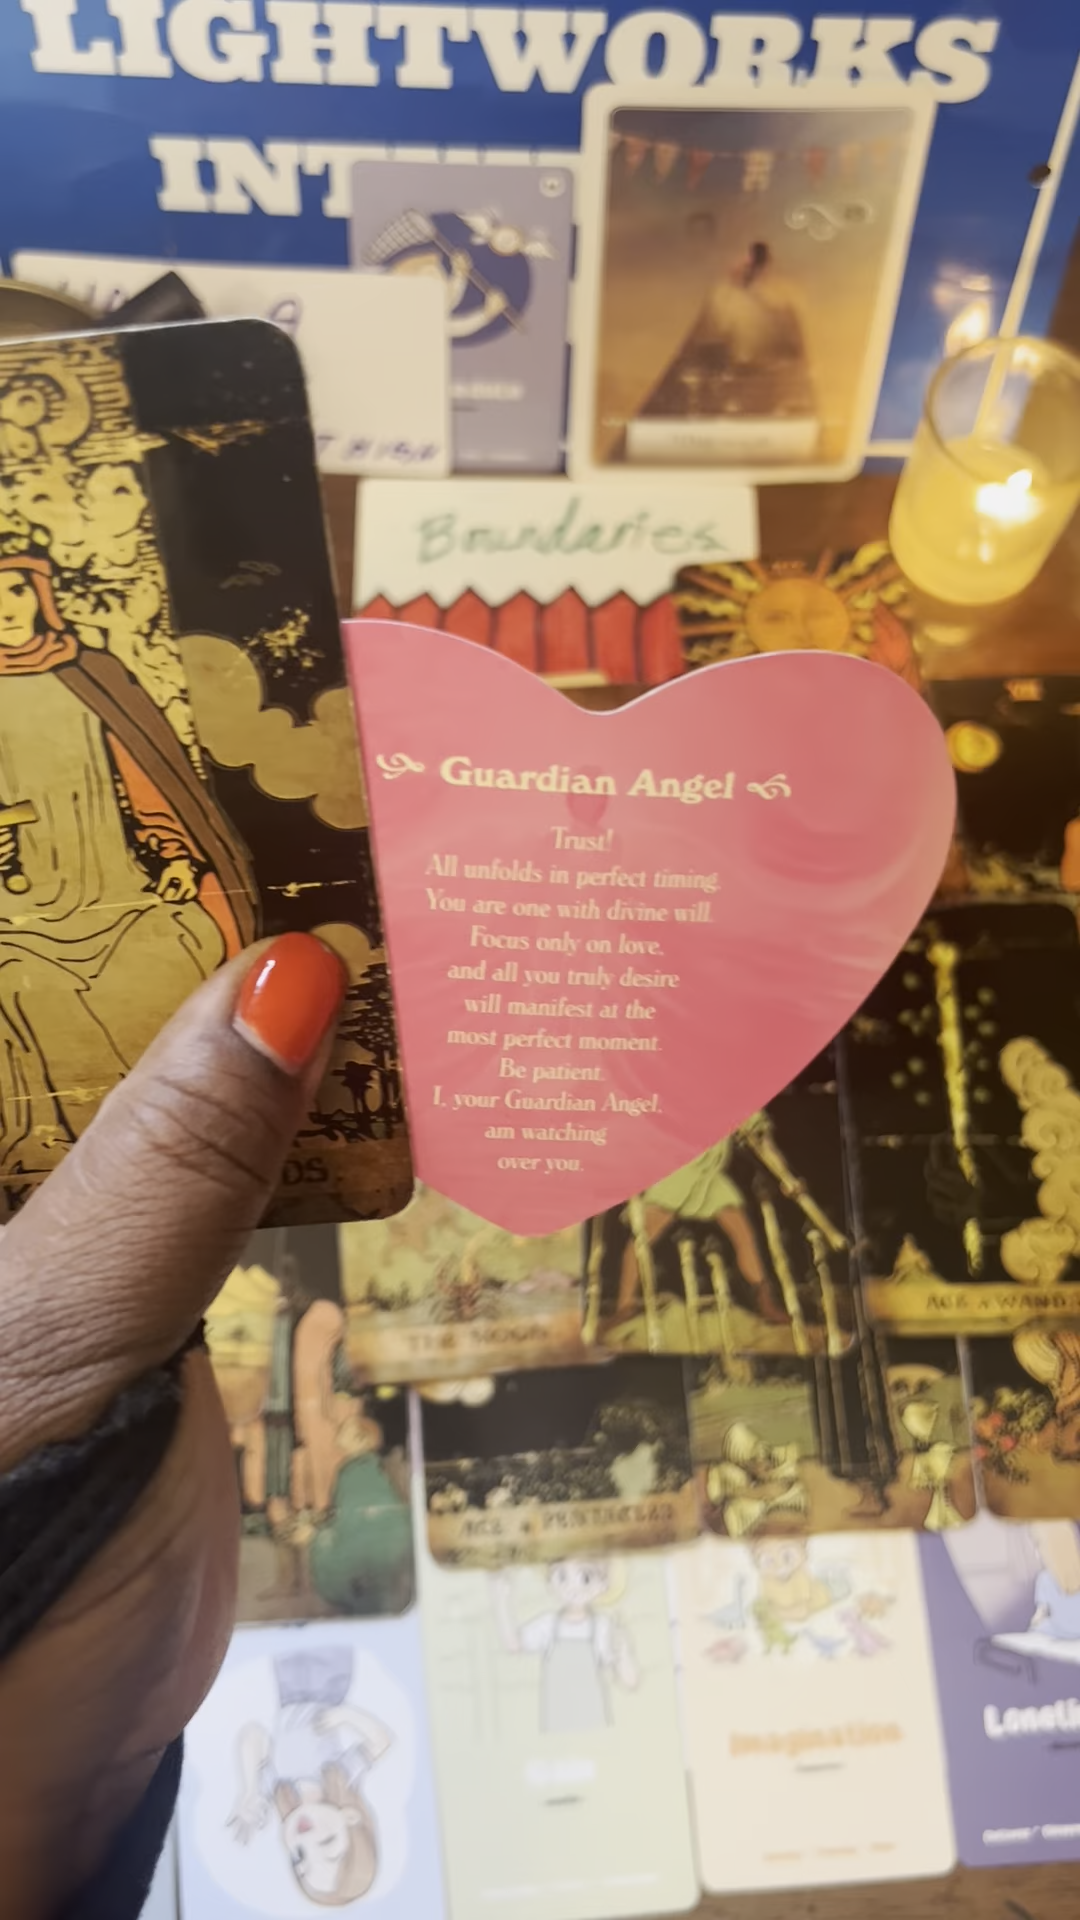 LIGHTWORKS
Boundaries
Guardian Angel
Trust!
All unfolds in perfect timing.
You are one with divine will.
Focus only on love,
and all you truly desire
will manifest at the
most perfect moment.
Be patient.
I, your Guardian Angel,
am watching
over you.
THE MOON
ACE of WANDS
ACE of PENTACLES
Imagination